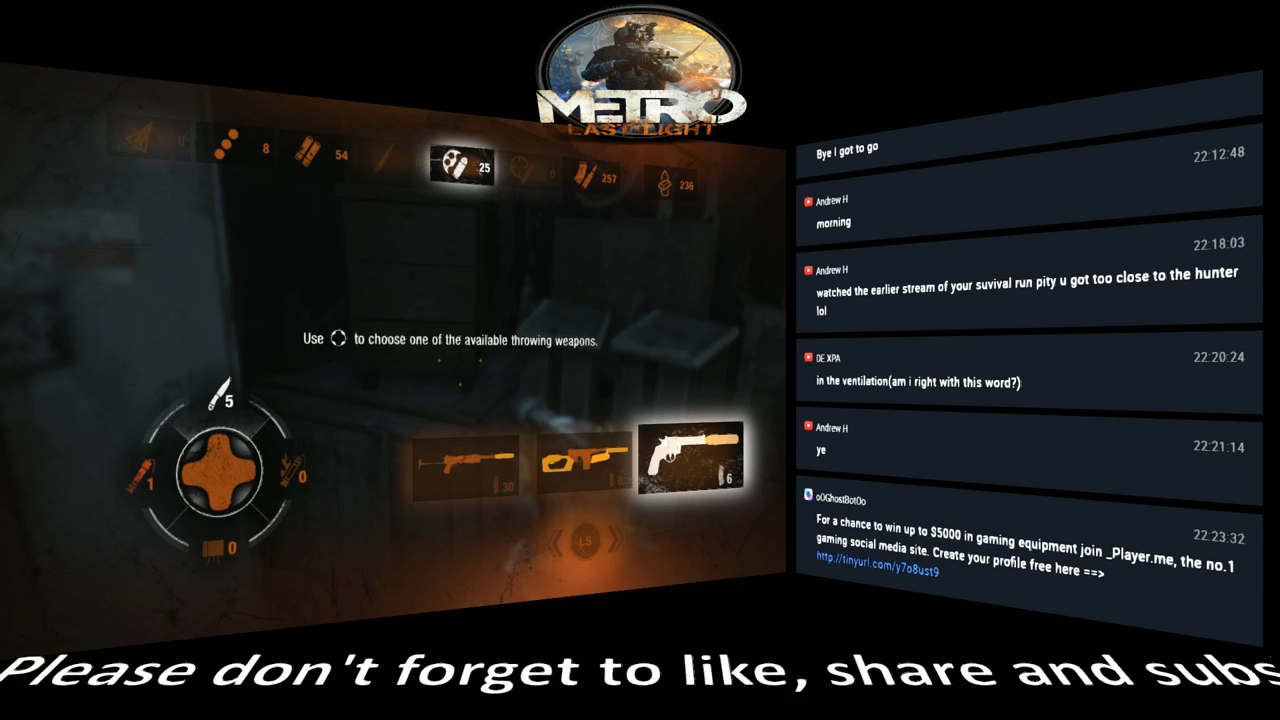 METRO
LAST LIGHT
0
8
54
25
0
257
236
Use to choose one of the available throwing weapons.
5
1
0
0
30
6
LS
Bye I got to go
22:12:48
Andrew H
morning
22:18:03
Andrew H
watched the earlier stream of your suvival run pity u got too close to the hunter
lol
DE XPA
22:20:24
in the ventilation(am i right with this word?)
Andrew H
22:21:14
ye
o0GhostBot0o
22:23:32
For a chance to win up to $5000 in gaming equipment join _Player.me, the no.1
gaming social media site. Create your profile free here ==>
http://tinyurl.com/y7o8ust9
Please don't forget to like, share and subs